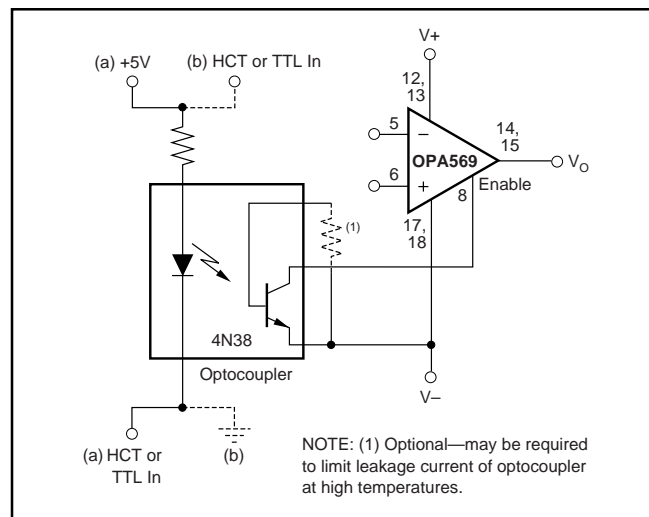 V+
(a) +5V
(b) HCT or TTL In
12,
13
5
–
14,
15
OPA569
V_O
6
+
Enable
8
17,
18
(1)
4N38
Optocoupler
V–
(a) HCT or
TTL In
(b)
NOTE: (1) Optional—may be required
to limit leakage current of optocoupler
at high temperatures.